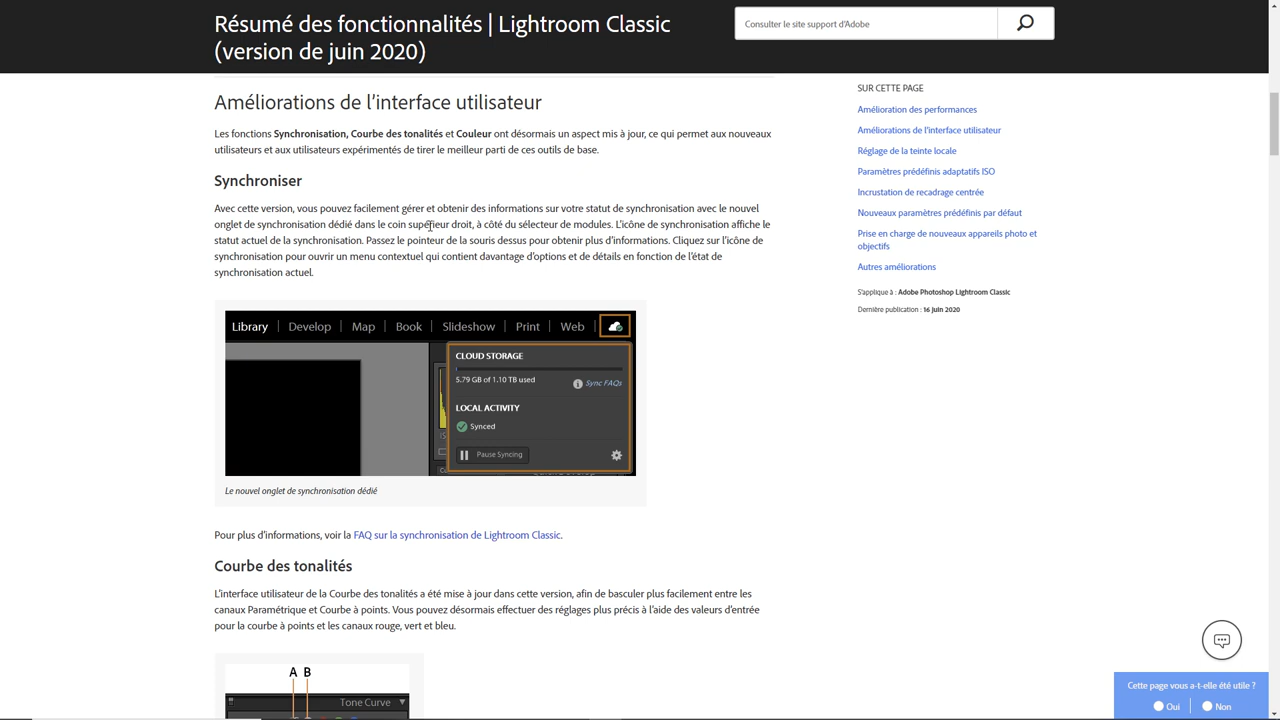 Résumé des fonctionnalités | Lightroom Classic
(version de juin 2020)
Consulter le site support d'Adobe
Améliorations de l'interface utilisateur
Les fonctions Synchronisation, Courbe des tonalités et Couleur ont désormais un aspect mis à jour, ce qui permet aux nouveaux
utilisateurs et aux utilisateurs expérimentés de tirer le meilleur parti de ces outils de base.
Synchroniser
Avec cette version, vous pouvez facilement gérer et obtenir des informations sur votre statut de synchronisation avec le nouvel
onglet de synchronisation dédié dans le coin supérieur droit, à côté du sélecteur de modules. L'icône de synchronisation affiche le
statut actuel de la synchronisation. Passez le pointeur de la souris dessus pour obtenir plus d'informations. Cliquez sur l'icône de
synchronisation pour ouvrir un menu contextuel qui contient davantage d'options et de détails en fonction de l'état de
synchronisation actuel.
Library | Develop | Map | Book | Slideshow | Print | Web
CLOUD STORAGE
5.79 GB of 1.10 TB used
Sync FAQs
LOCAL ACTIVITY
Synced
Pause Syncing
Le nouvel onglet de synchronisation dédié
Pour plus d'informations, voir la FAQ sur la synchronisation de Lightroom Classic.
Courbe des tonalités
L'interface utilisateur de la Courbe des tonalités a été mise à jour dans cette version, afin de basculer plus facilement entre les
canaux Paramétrique et Courbe à points. Vous pouvez désormais effectuer des réglages plus précis à l'aide des valeurs d'entrée
pour la courbe à points et les canaux rouge, vert et bleu.
A B
Tone Curve
SUR CETTE PAGE
Amélioration des performances
Améliorations de l'interface utilisateur
Réglage de la teinte locale
Paramètres prédéfinis adaptatifs ISO
Incrustation de recadrage centrée
Nouveaux paramètres prédéfinis par défaut
Prise en charge de nouveaux appareils photo et
objectifs
Autres améliorations
S'applique à : Adobe Photoshop Lightroom Classic
Dernière publication : 16 juin 2020
Cette page vous a-t-elle été utile ?
Oui
Non